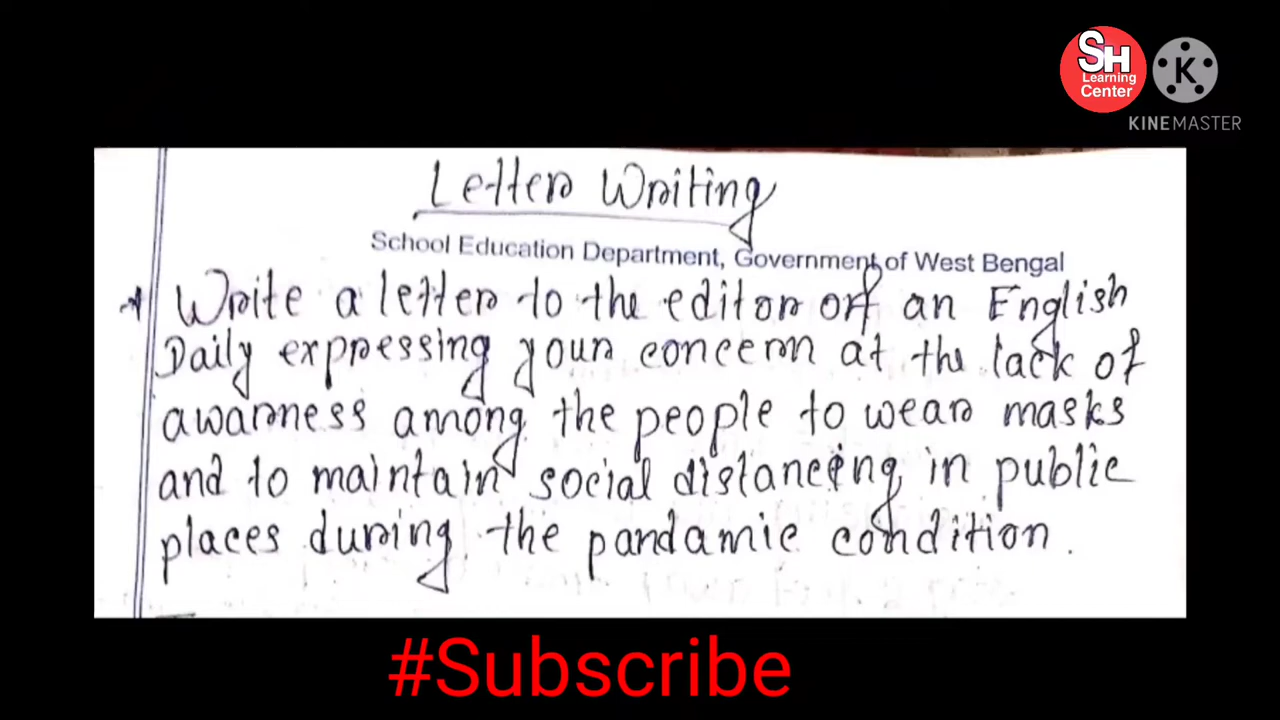 SH
Learning
Center
K
KINEMASTER
Letter Writing
School Education Department, Government of West Bengal
Write a letter to the editor off an English
Daily expressing your concern at the lack of
awarness among the people to wear masks
and to maintain social distancing in public
places during the pandamic condition.
#Subscribe